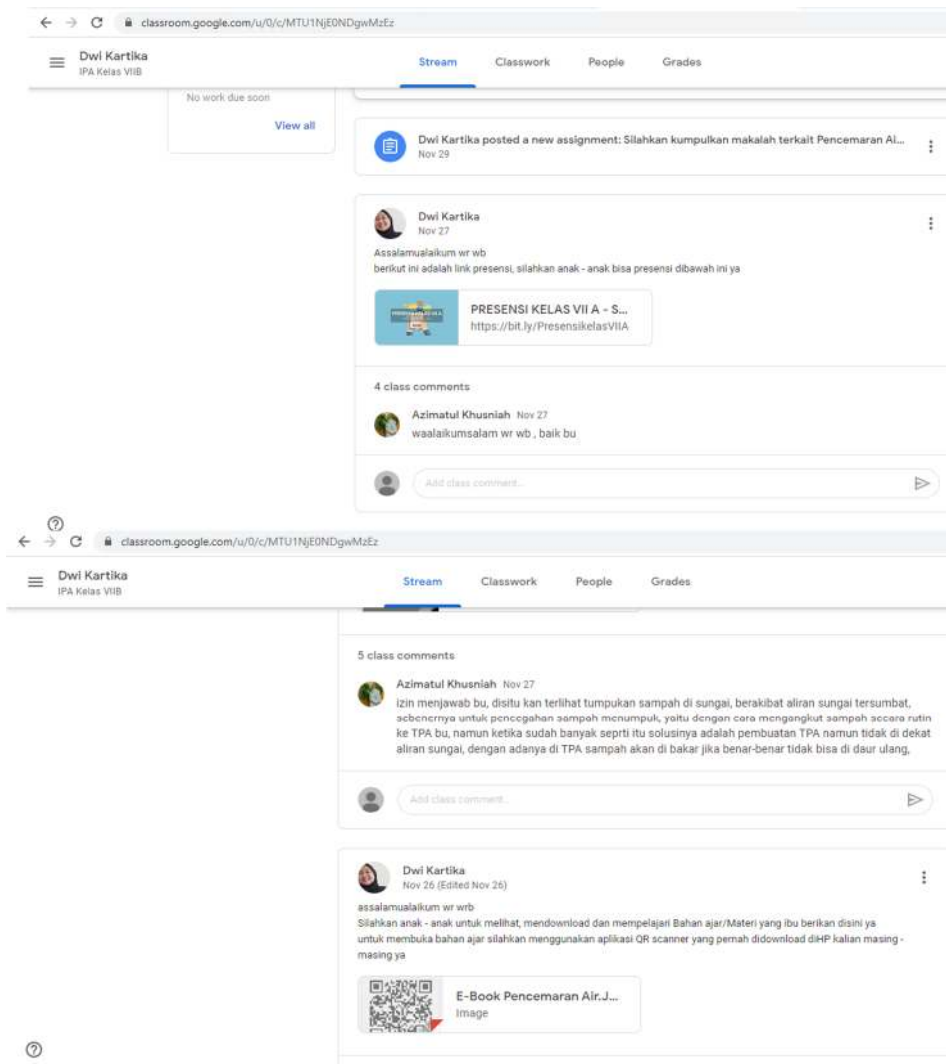 classroom.google.com/u/0/c/MTU1NjE0NDgwMzEz
Dwi Kartika
IPA Kelas VIIB
Stream Classwork People Grades
No work due soon
View all
Dwi Kartika posted a new assignment: Silahkan kumpulkan makalah terkait Pencemaran Ai...
Nov 29
Dwi Kartika
Nov 27
Assalamualaikum wr wb
berikut ini adalah link presensi, silahkan anak - anak bisa presensi dibawah ini ya
PRESENSI KELAS VII A - S...
https://bit.ly/PresensikelasVIIA
4 class comments
Azimatul Khusniah Nov 27
waalaikumsalam wr wb , baik bu
Add class comment...
classroom.google.com/u/0/c/MTU1NjE0NDgwMzEz
Dwi Kartika
IPA Kelas VIIB
Stream Classwork People Grades
5 class comments
Azimatul Khusniah Nov 27
izin menjawab bu, disitu kan terlihat tumpukan sampah di sungai, berakibat aliran sungai tersumbat,
sebenernya untuk pencegahan sampah menumpuk, yaitu dengan cara mengangkut sampah secara rutin
ke TPA bu, namun ketika sudah banyak seprti itu solusinya adalah pembuatan TPA namun tidak di dekat
aliran sungai, dengan adanya di TPA sampah akan di bakar jika benar-benar tidak bisa di daur ulang,
Add class comment...
Dwi Kartika
Nov 26 (Edited Nov 26)
assalamualaikum wr wrb
Silahkan anak - anak untuk melihat, mendownload dan mempelajari Bahan ajar/Materi yang ibu berikan disini ya
untuk membuka bahan ajar silahkan menggunakan aplikasi QR scanner yang pernah didownload diHP kalian masing -
masing ya
E-Book Pencemaran Air.J...
Image